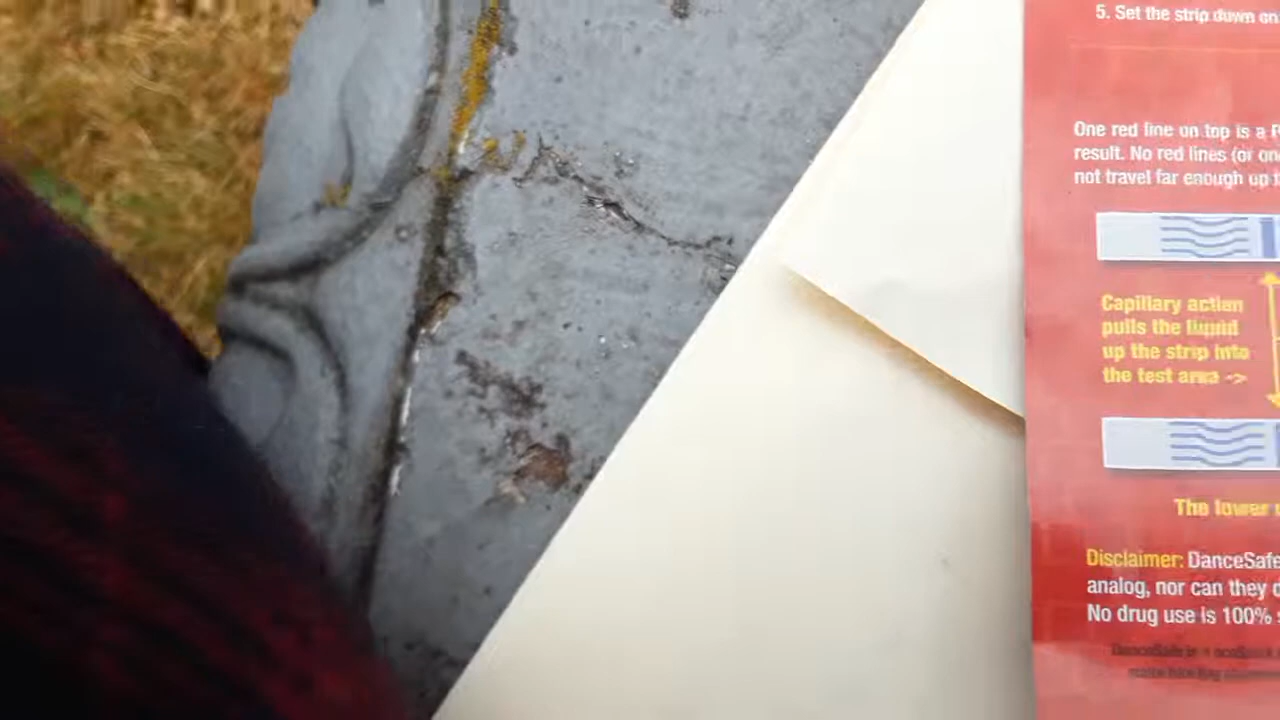 5. Set the strip down on
One red line on top is a
result. No red lines (or on
not travel far enough up
Capillary action
pulls the liquid
up the strip into
the test area ->
The lower
Disclaimer: DanceSafe
analog, nor can they
No drug use is 100%